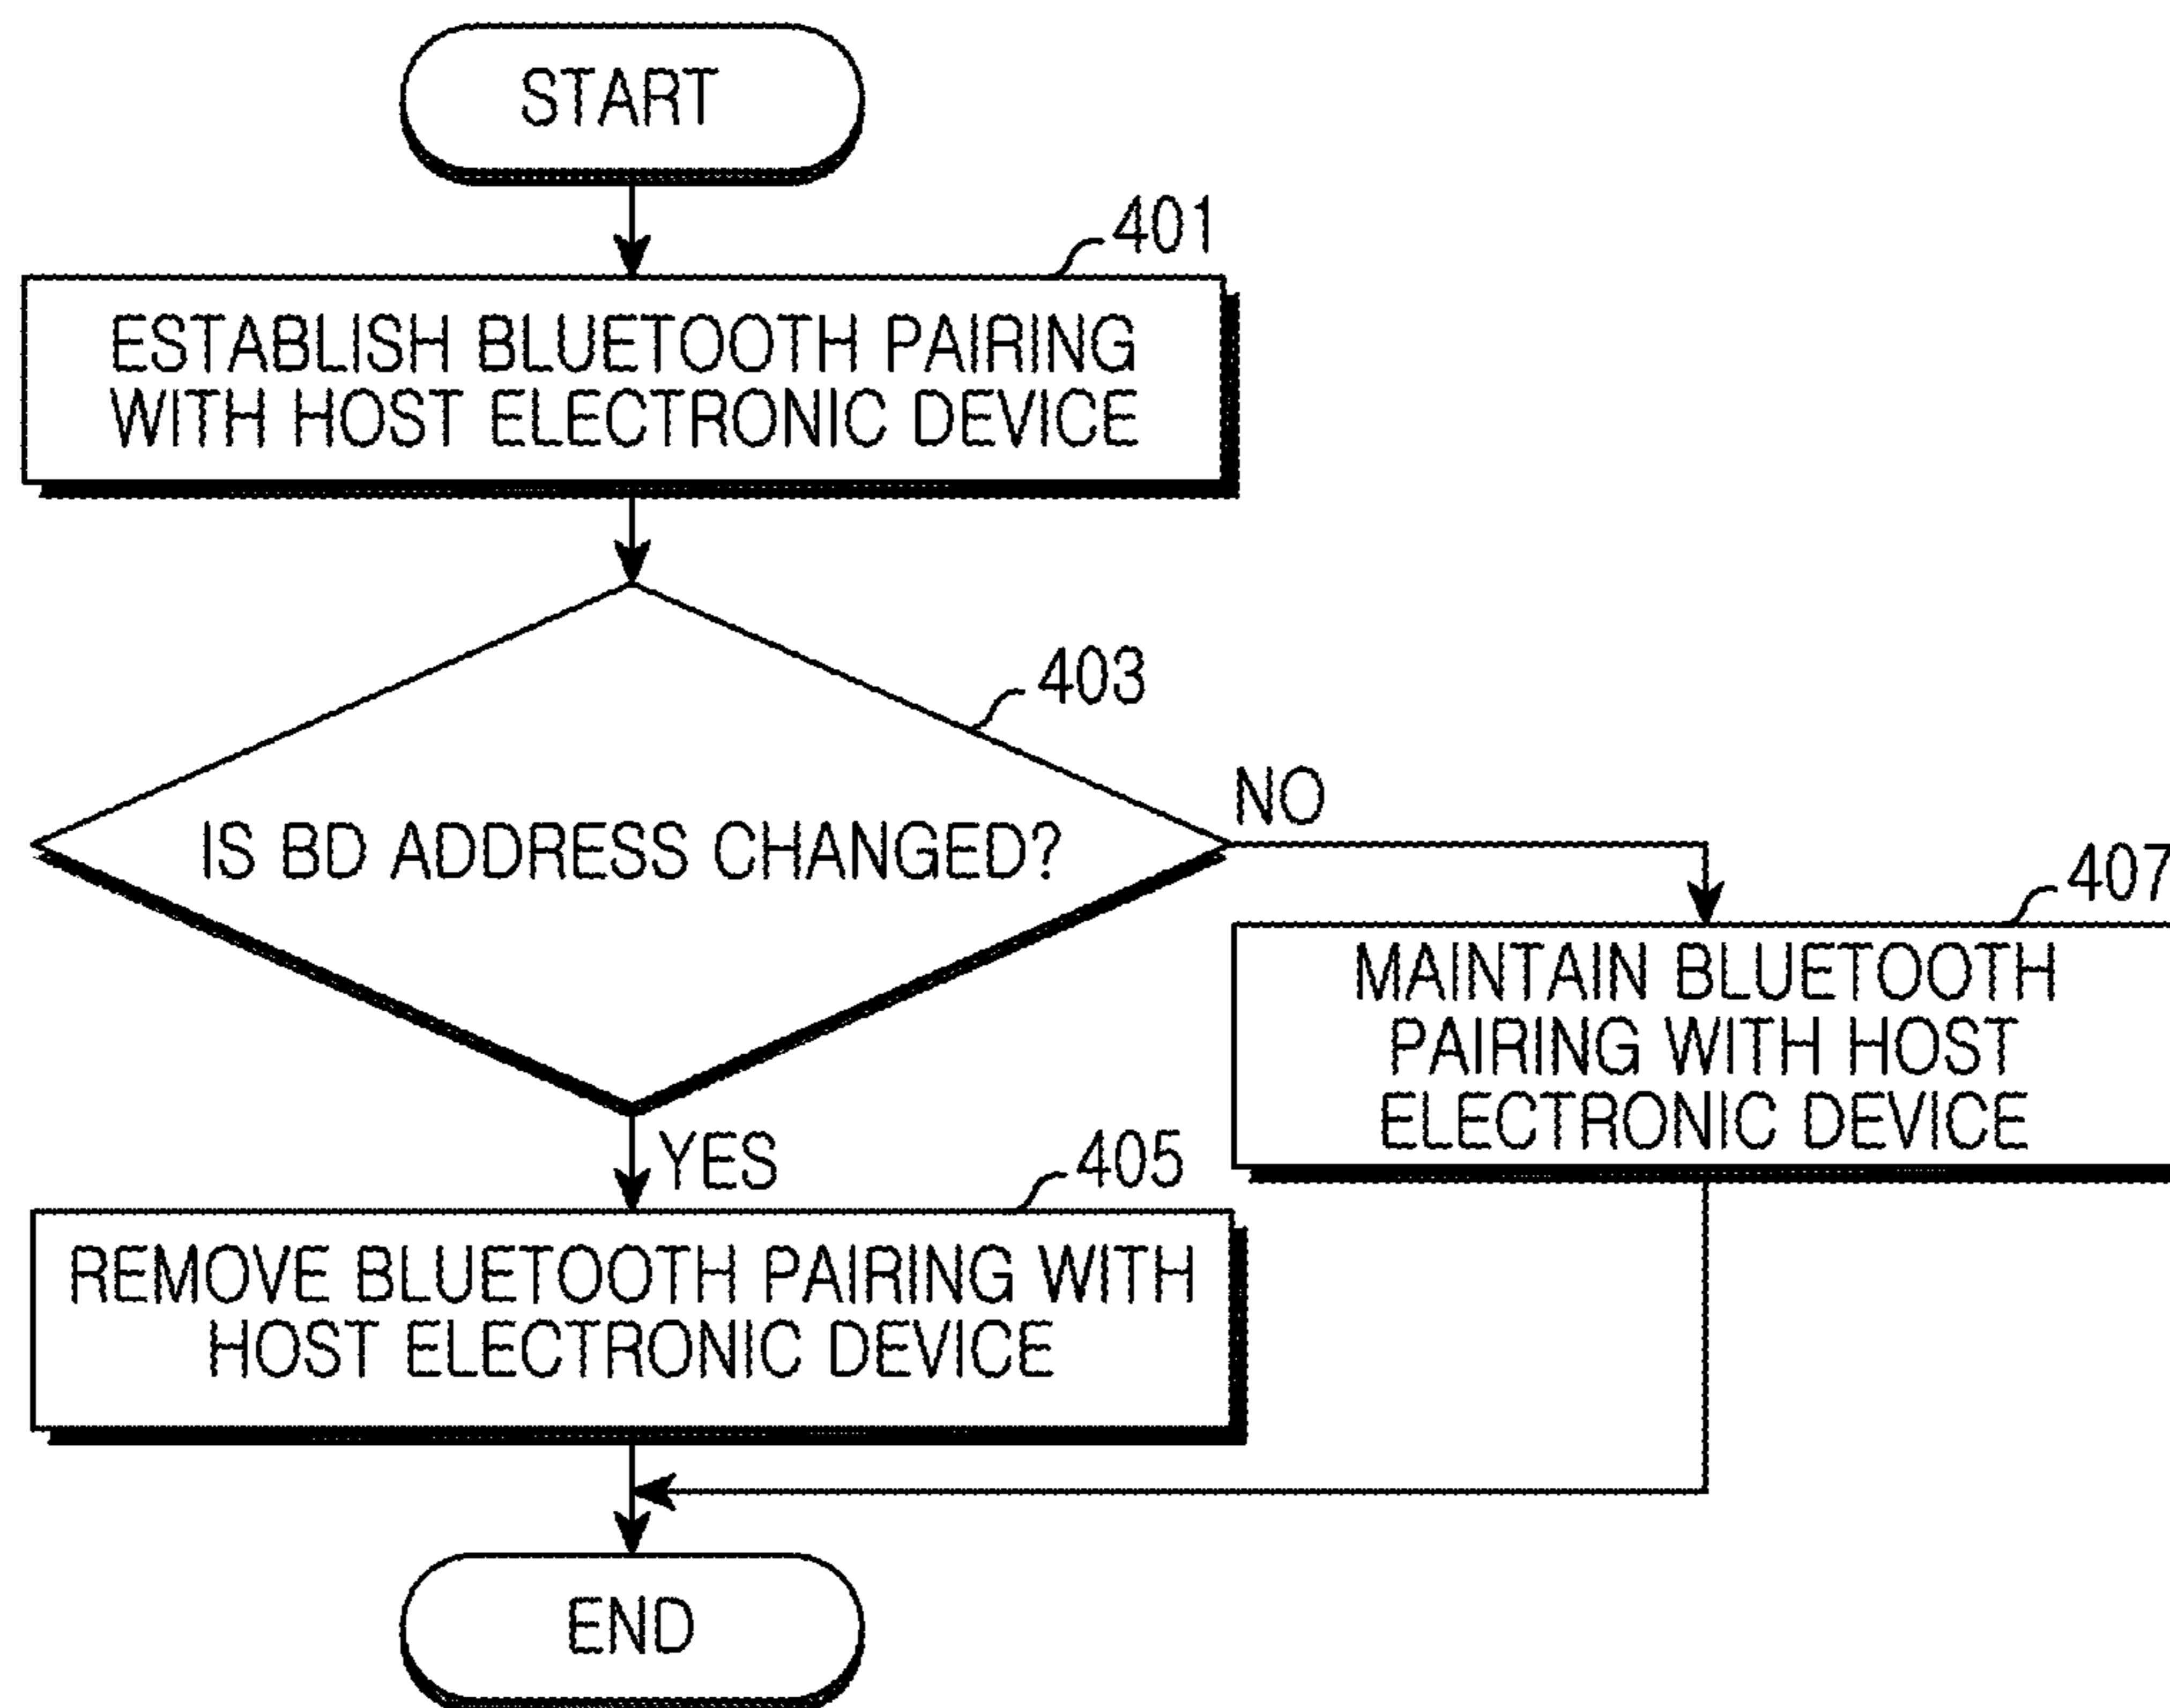 START
401
ESTABLISH BLUETOOTH PAIRING
WITH HOST ELECTRONIC DEVICE
403
IS BD ADDRESS CHANGED?
NO
407
MAINTAIN BLUETOOTH
PAIRING WITH HOST
ELECTRONIC DEVICE
YES
405
REMOVE BLUETOOTH PAIRING WITH
HOST ELECTRONIC DEVICE
END